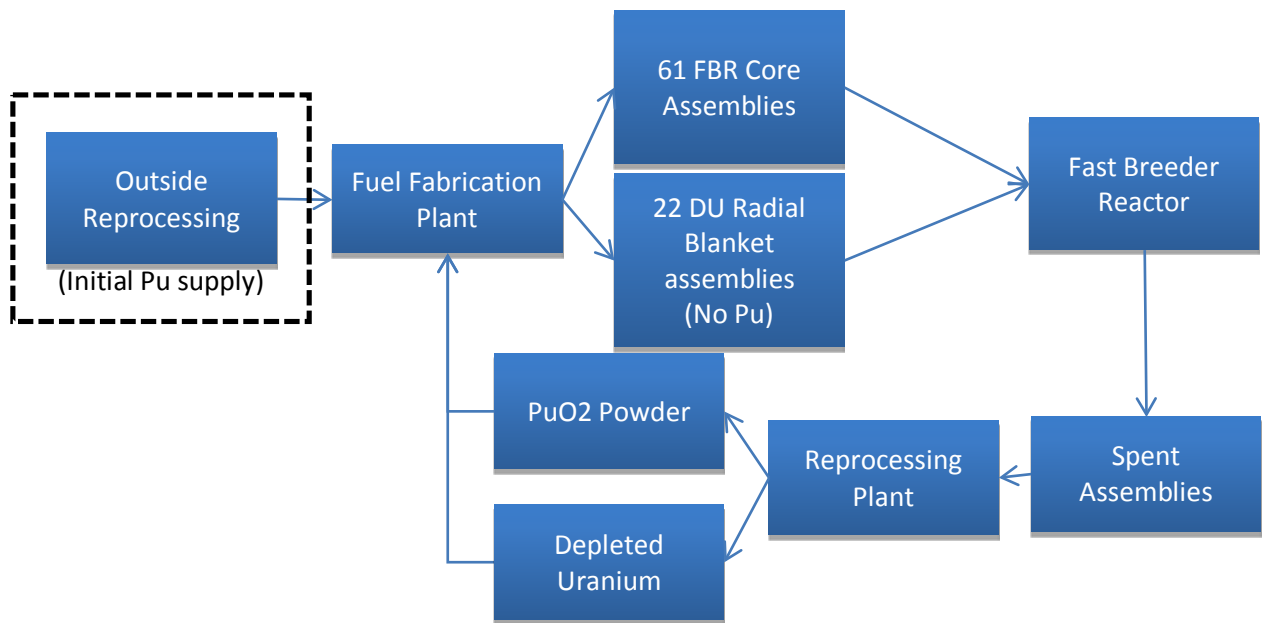 Outside
Reprocessing
(Initial Pu supply)
Fuel Fabrication
Plant
61 FBR Core
Assemblies
22 DU Radial
Blanket
assemblies
(No Pu)
Fast Breeder
Reactor
PuO2 Powder
Depleted
Uranium
Reprocessing
Plant
Spent
Assemblies